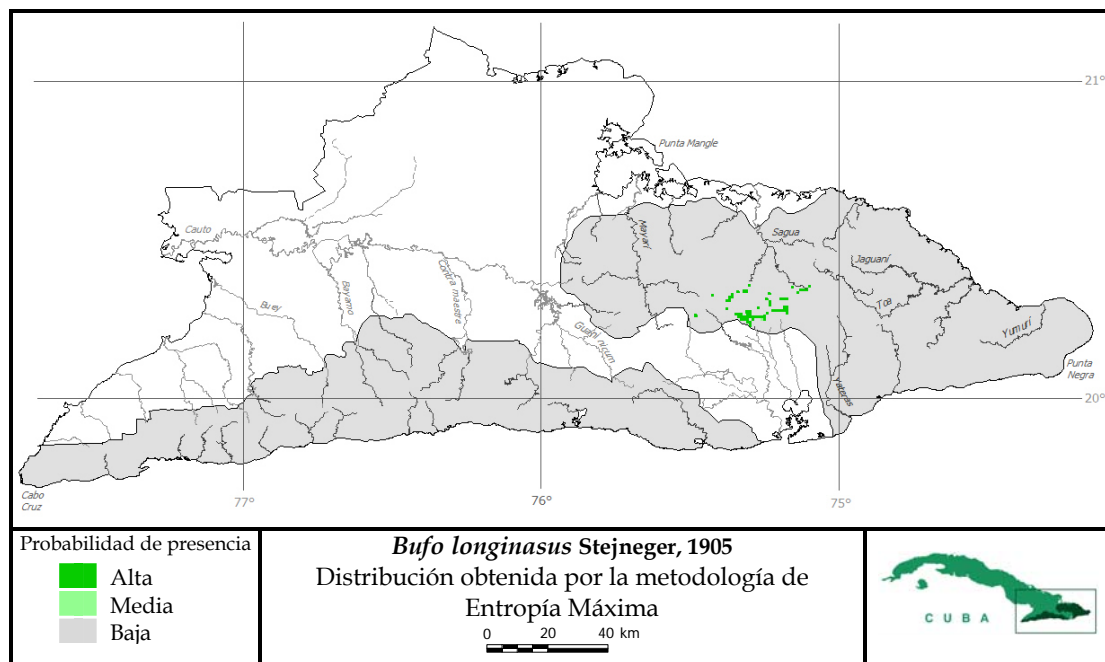 21°
Punta Mangle
Cauto
Mayarí
Sagua
Jaguaní
Buey
Bayamo
Contra maestre
Toa
Guaninicum
Yumurí
Punta
Negra
20°
Yateras
Cabo
Cruz
77°
76°
75°
Probabilidad de presencia
Alta
Media
Baja
Bufo longinasus Stejneger, 1905
Distribución obtenida por la metodología de
Entropía Máxima
0 20 40 km
CUBA